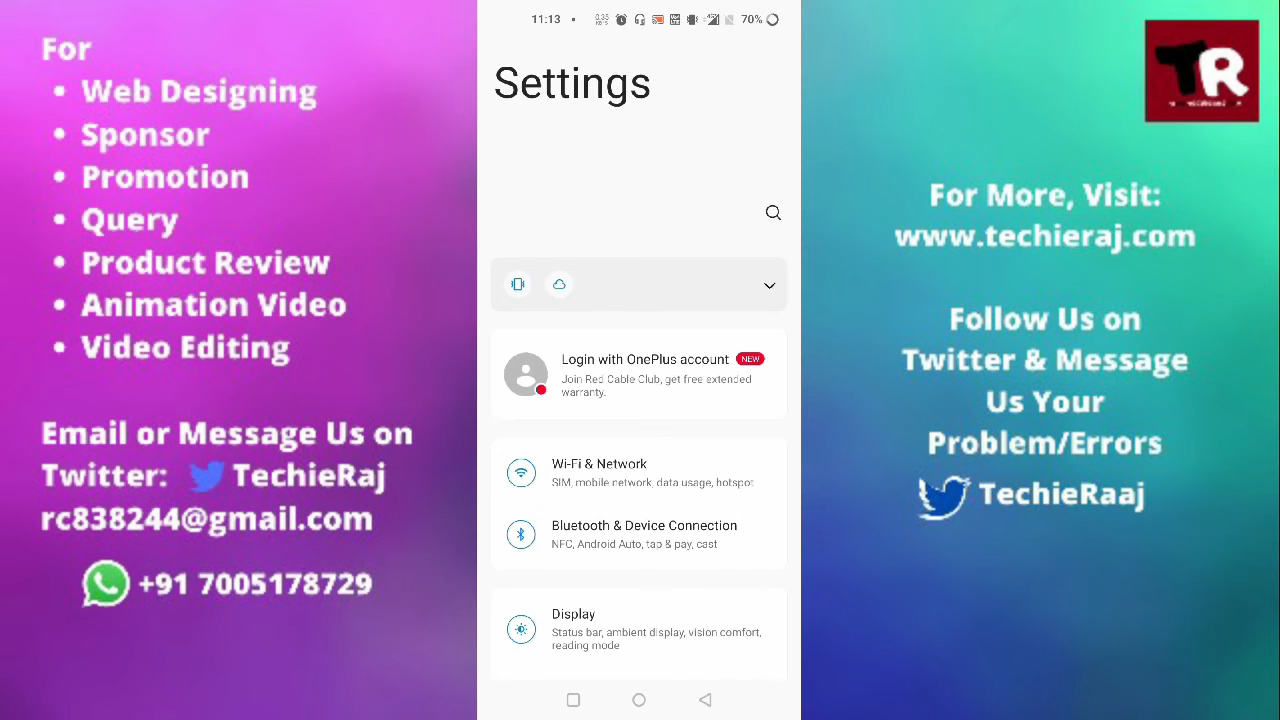 For
• Web Designing
• Sponsor
• Promotion
• Query
• Product Review
• Animation Video
• Video Editing
Email or Message Us on
Twitter: TechieRaj
rc838244@gmail.com
+91 7005178729
11:13 • 70%
Settings
Login with OnePlus account NEW
Join Red Cable Club, get free extended
warranty.
Wi-Fi & Network
SIM, mobile network, data usage, hotspot
Bluetooth & Device Connection
NFC, Android Auto, tap & pay, cast
Display
Status bar, ambient display, vision comfort,
reading mode
TR
For More, Visit:
www.techieraj.com
Follow Us on
Twitter & Message
Us Your
Problem/Errors
TechieRaaj